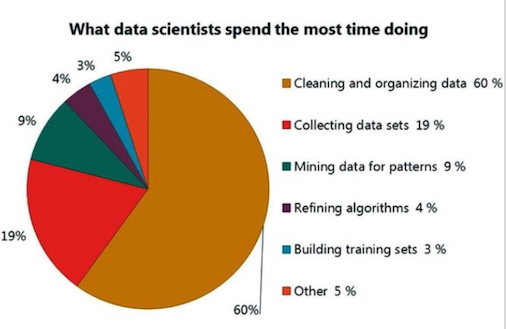 What data scientists spend the most time doing
5%
3%
4%
9%
19%
60%
Cleaning and organizing data 60 %
Collecting data sets 19 %
Mining data for patterns 9 %
Refining algorithms 4 %
Building training sets 3 %
Other 5 %